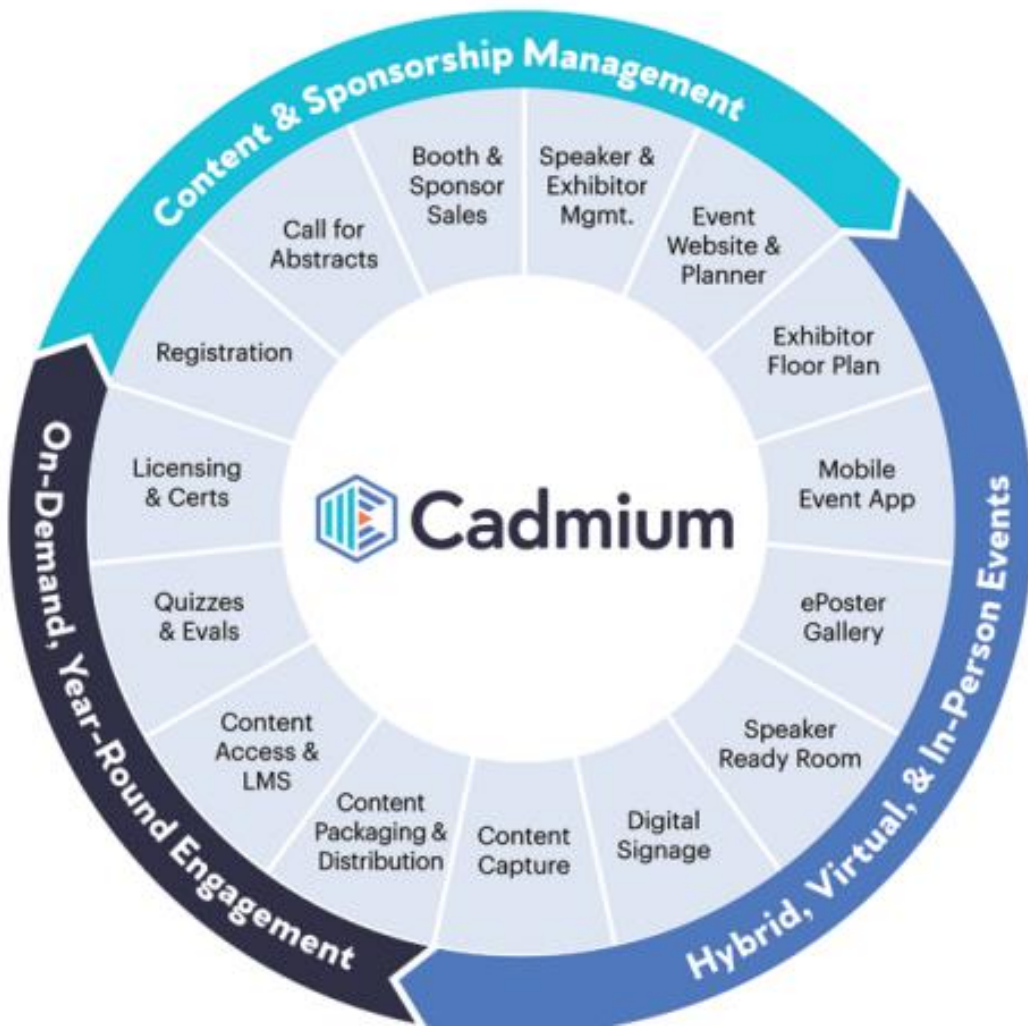 Content & Sponsorship Management
Booth &
Sponsor
Sales
Speaker &
Exhibitor
Mgmt.
Event
Website &
Planner
Call for
Abstracts
Registration
Exhibitor
Floor Plan
Mobile
Event App
ePoster
Gallery
Speaker
Ready Room
Digital
Signage
Content
Capture
Content
Packaging &
Distribution
Content
Access &
LMS
Quizzes
& Evals
Licensing
& Certs
Cadmium
Hybrid, Virtual, & In-Person Events
On-Demand, Year-Round Engagement